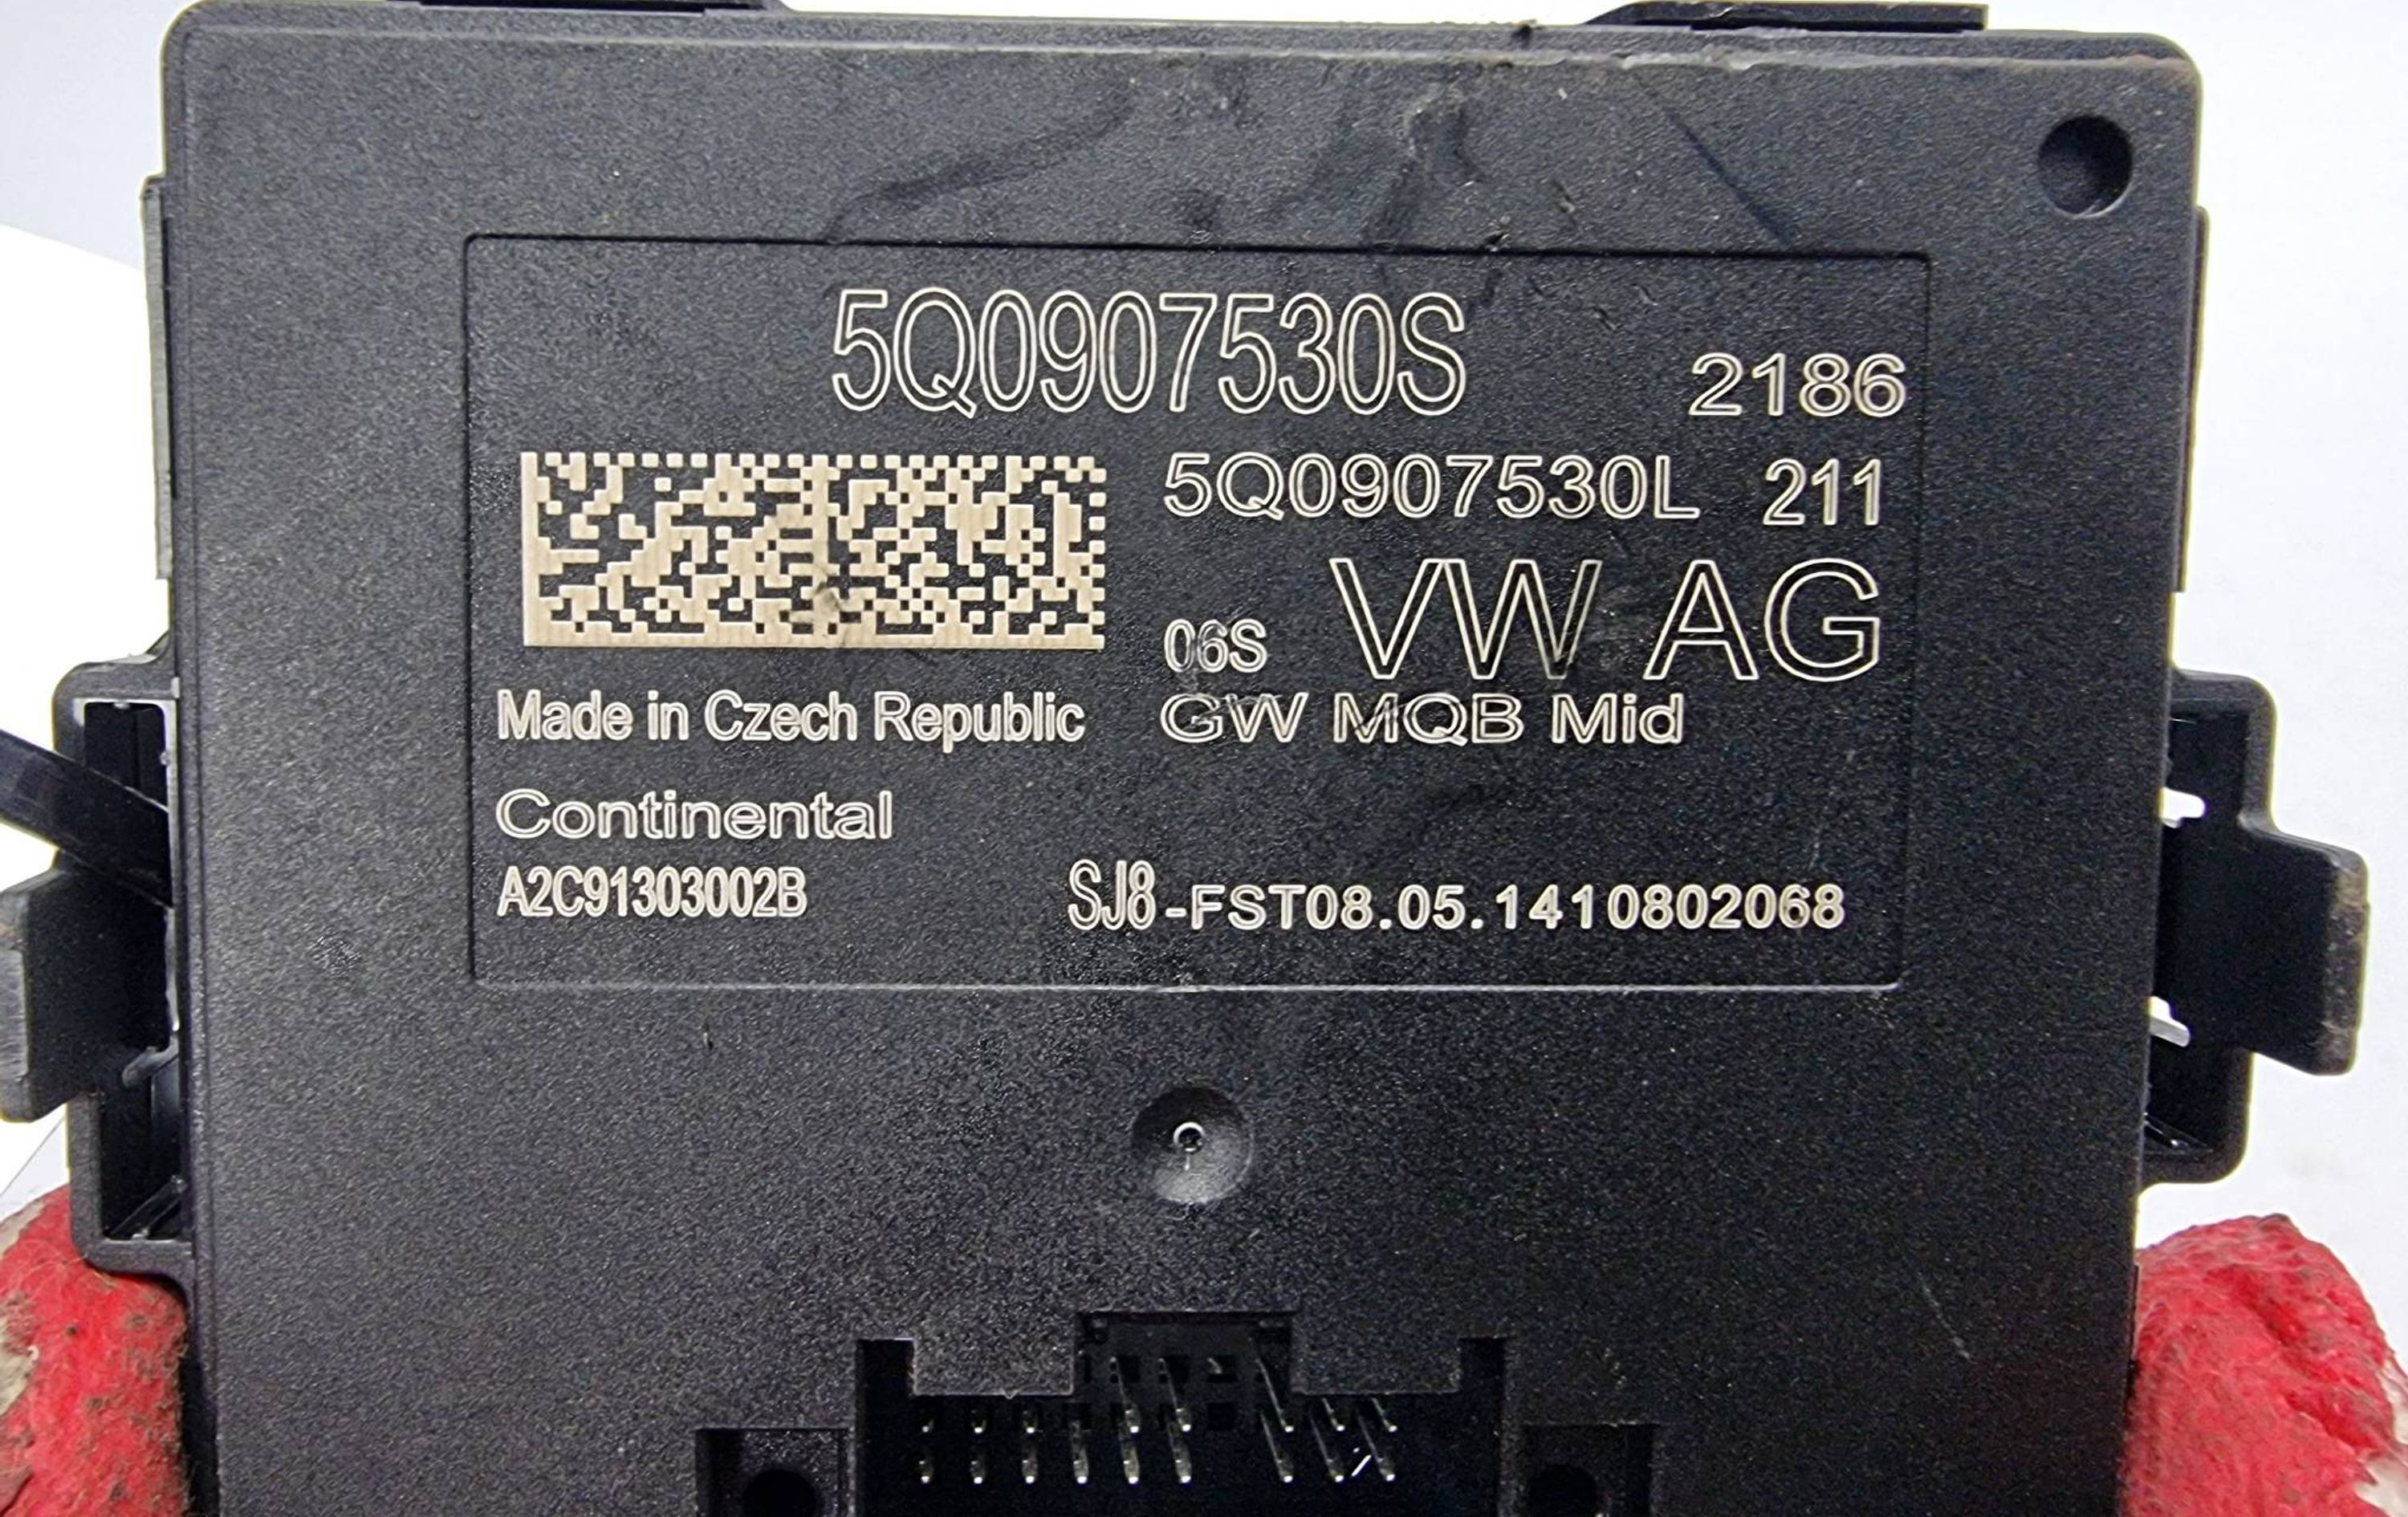 5Q0907530S 2186
5Q0907530L 211
06S VW AG
Made in Czech Republic GW MQB Mid
Continental
A2C91303002B SJ8-FST08.05.1410802068